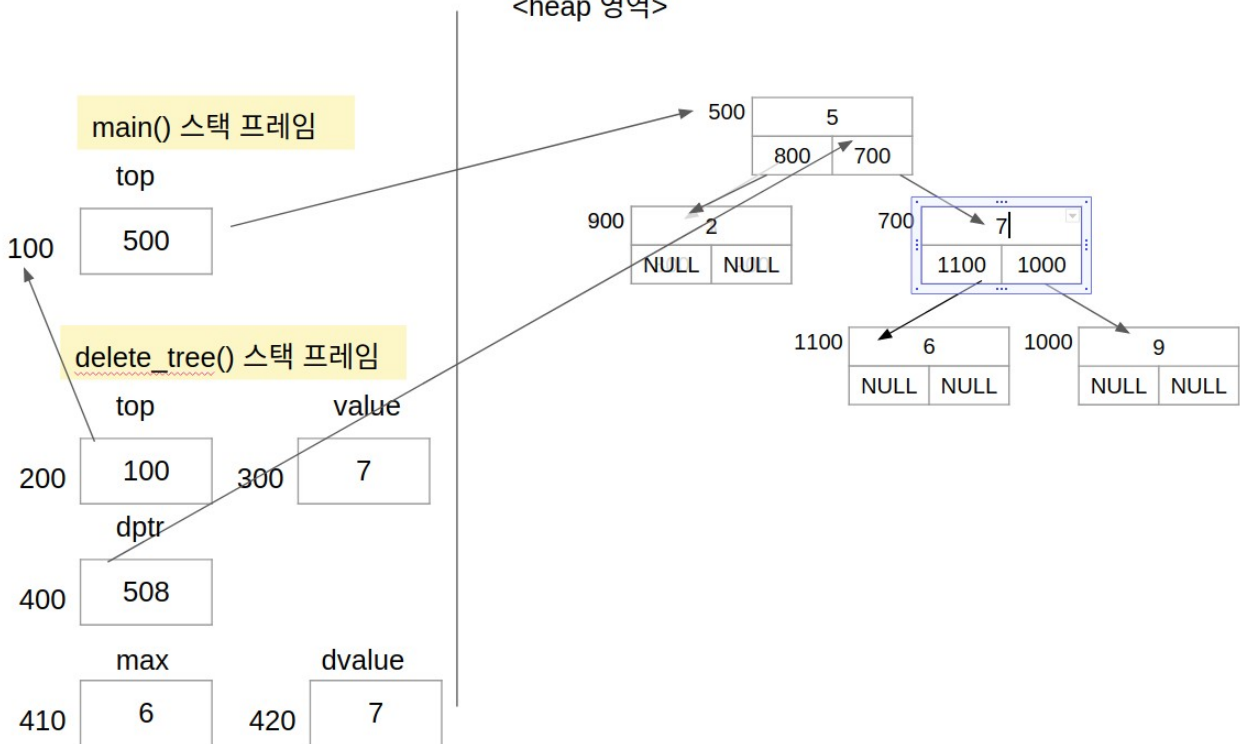 <heap 영역>
main() 스택 프레임
top
100
500
delete_tree() 스택 프레임
top
value
200
100
300
7
dptr
400
508
max
dvalue
410
6
420
7
500
5
800
700
900
2
NULL
NULL
700
7
1100
1000
1100
6
NULL
NULL
1000
9
NULL
NULL